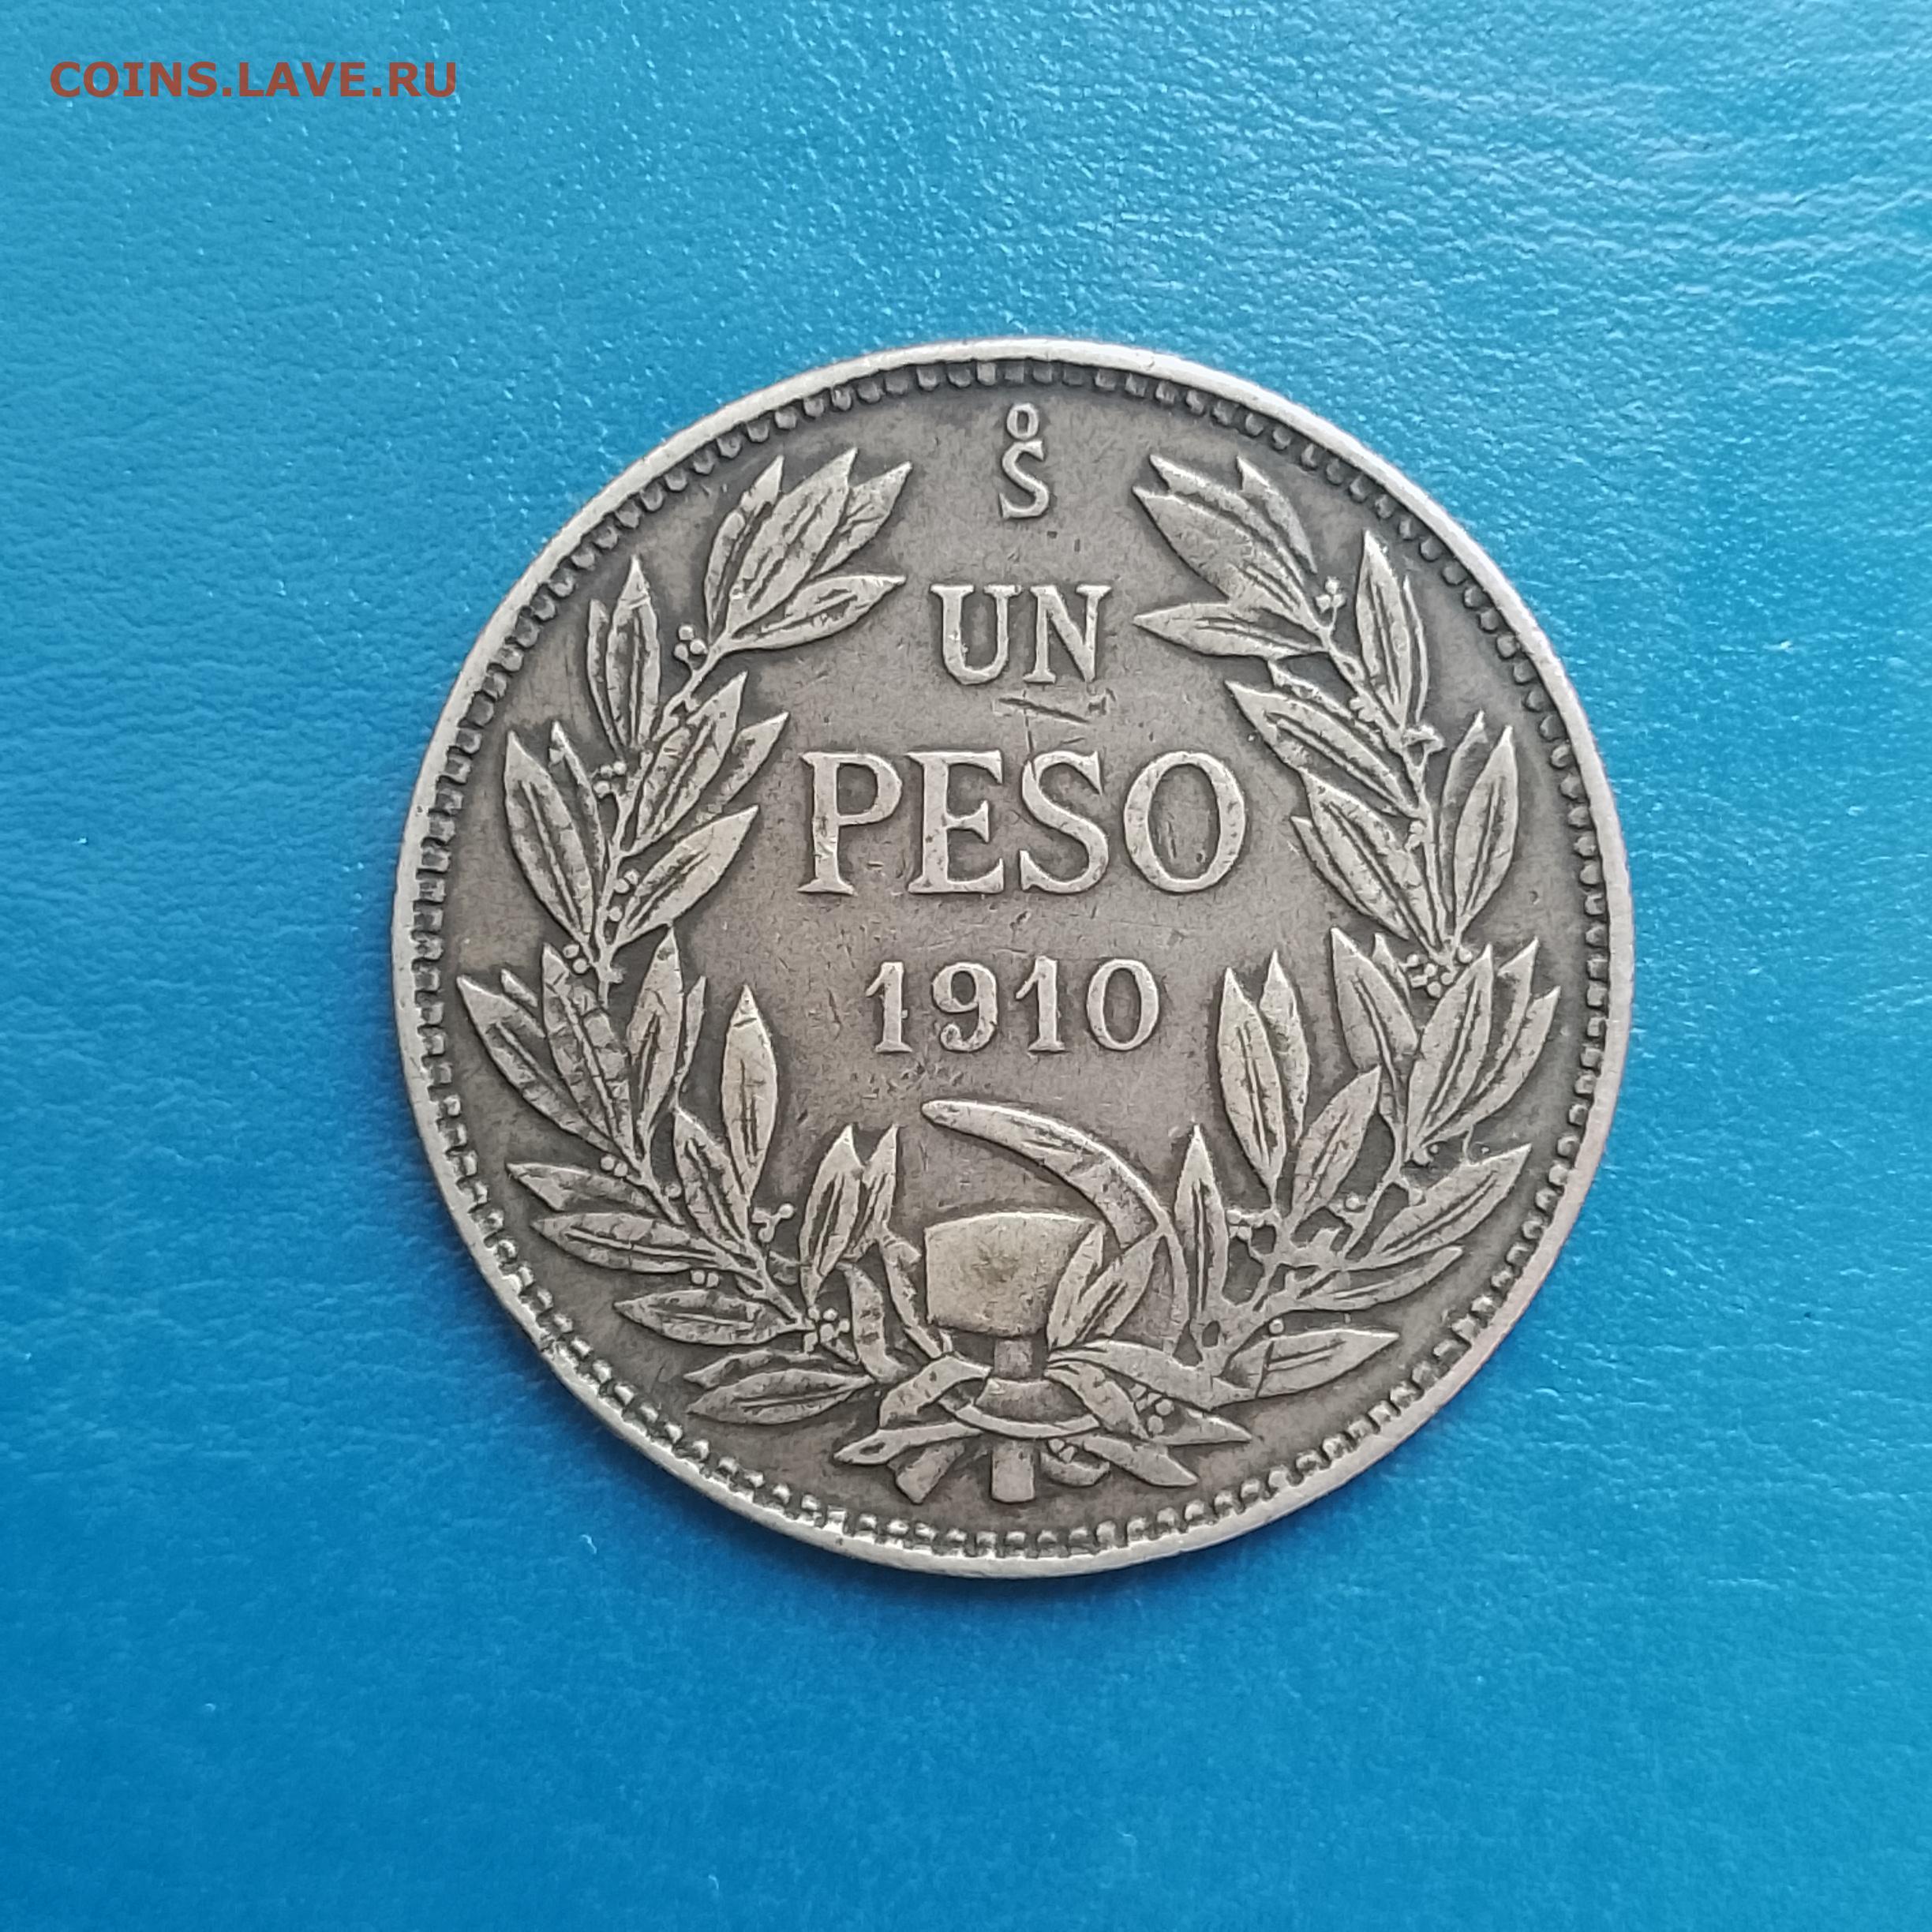 COINS.LAVE.RU
o
S
UN
PESO
1910